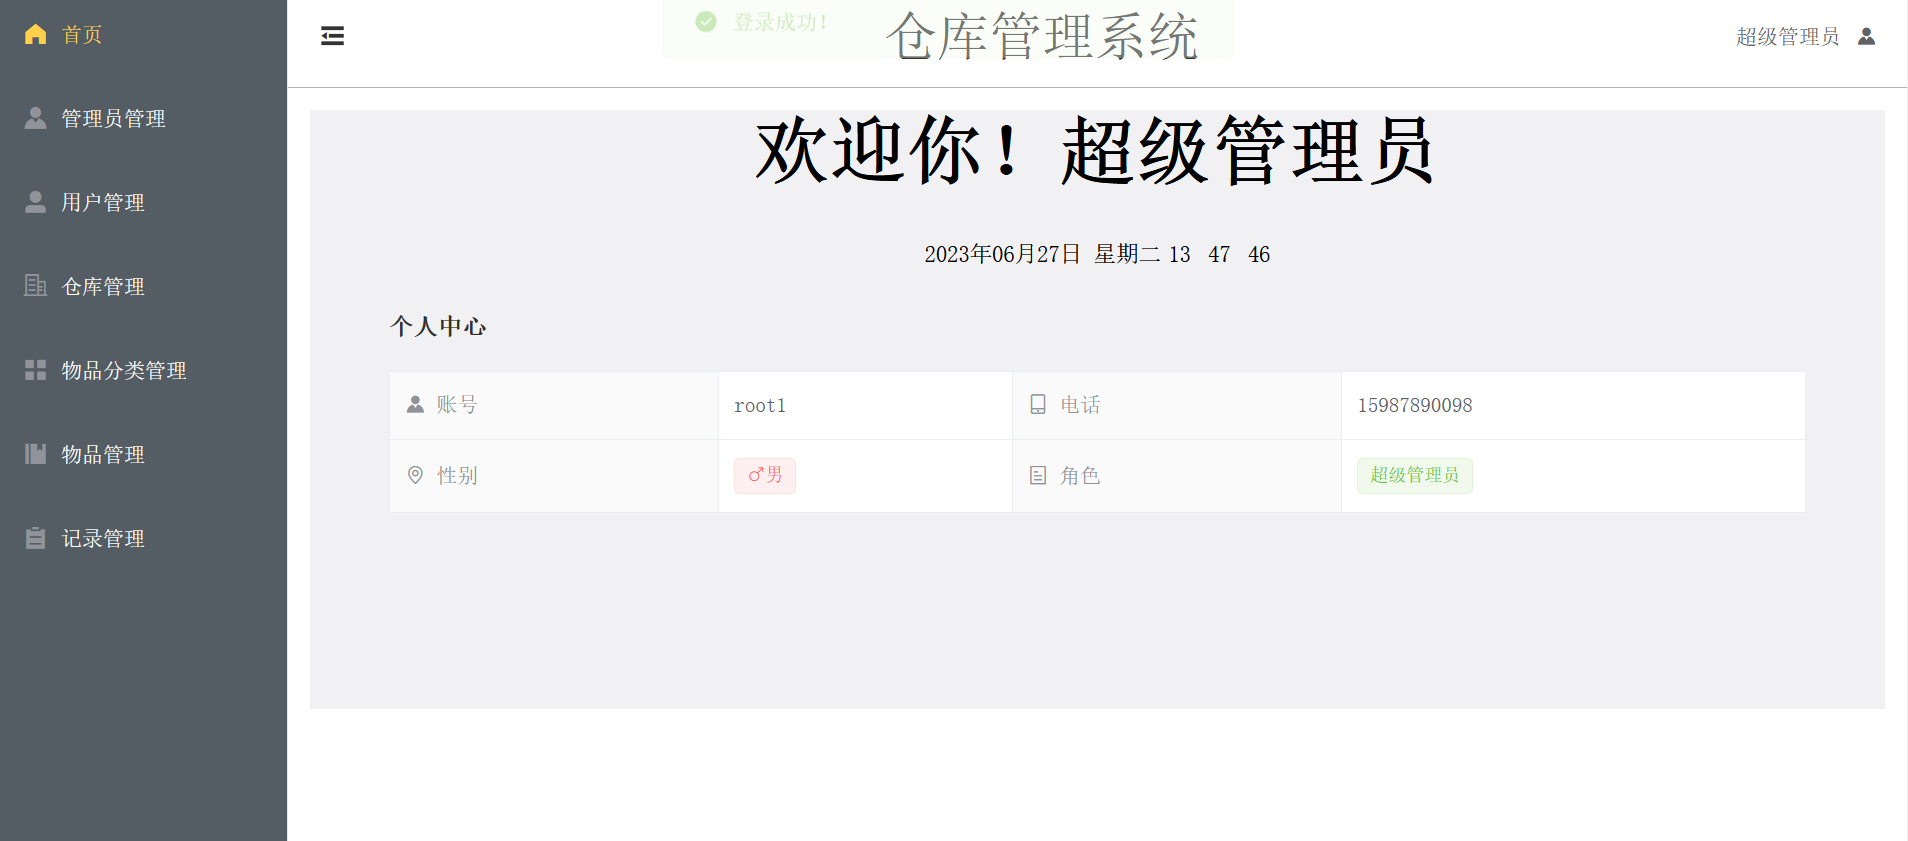 首页
管理员管理
用户管理
仓库管理
物品分类管理
物品管理
记录管理
登录成功!
仓库管理系统
超级管理员
欢迎你！超级管理员
2023年06月27日 星期二 13 47 46
个人中心
账号 root1 电话 15987890098
性别 ♂男 角色 超级管理员